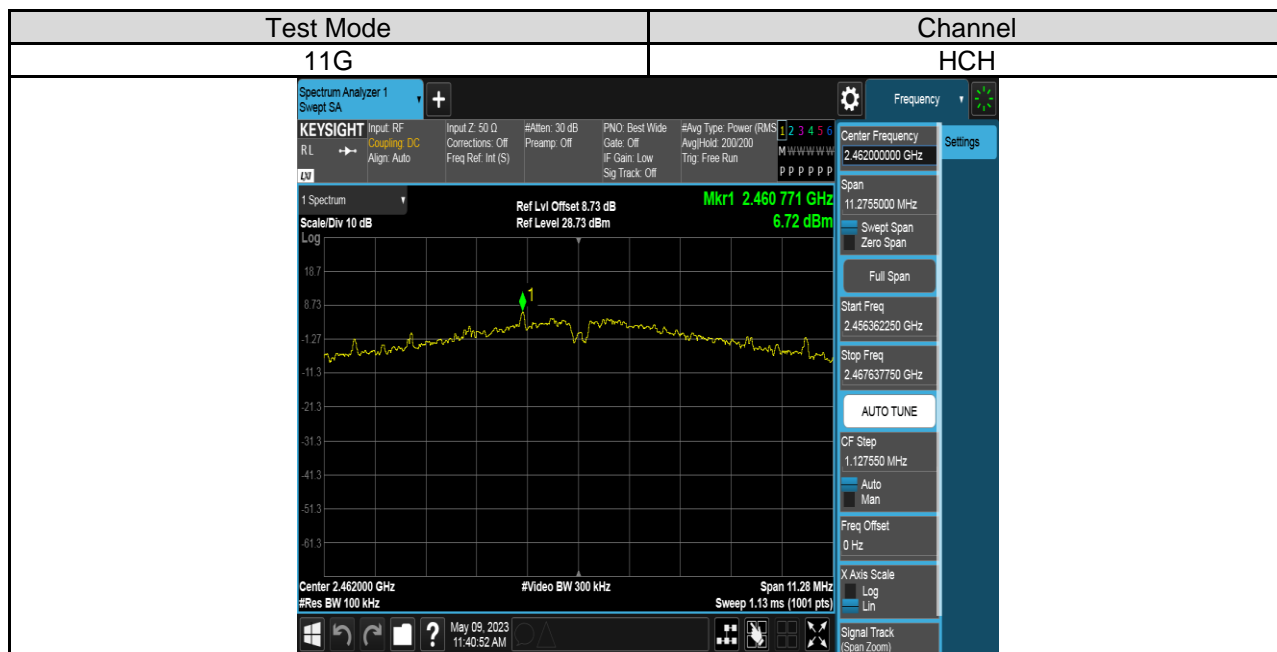 Test Mode Channel
11G HCH
Spectrum Analyzer 1
Swept SA
+
Frequency
KEYSIGHT
RL
LXI
Input: RF
Coupling: DC
Align: Auto
Input Z: 50 Ω
Corrections: Off
Freq Ref: Int (S)
#Atten: 30 dB
Preamp: Off
PNO: Best Wide
Gate: Off
IF Gain: Low
Sig Track: Off
#Avg Type: Power (RMS
Avg|Hold: 200/200
Trig: Free Run
1 2 3 4 5 6
M W W W W W
P P P P P P
Center Frequency
2.462000000 GHz
Settings
Span
11.2755000 MHz
Swept Span
Zero Span
Full Span
Start Freq
2.456362250 GHz
Stop Freq
2.467637750 GHz
AUTO TUNE
CF Step
1.127550 MHz
Auto
Man
Freq Offset
0 Hz
X Axis Scale
Log
Lin
Signal Track
(Span Zoom)
1 Spectrum
Scale/Div 10 dB
Log
Ref Lvl Offset 8.73 dB
Ref Level 28.73 dBm
Mkr1 2.460 771 GHz
6.72 dBm
1
18.7
8.73
-1.27
-11.3
-21.3
-31.3
-41.3
-51.3
-61.3
Center 2.462000 GHz
#Res BW 100 kHz
#Video BW 300 kHz
Span 11.28 MHz
Sweep 1.13 ms (1001 pts)
?
May 09, 2023
11:40:52 AM